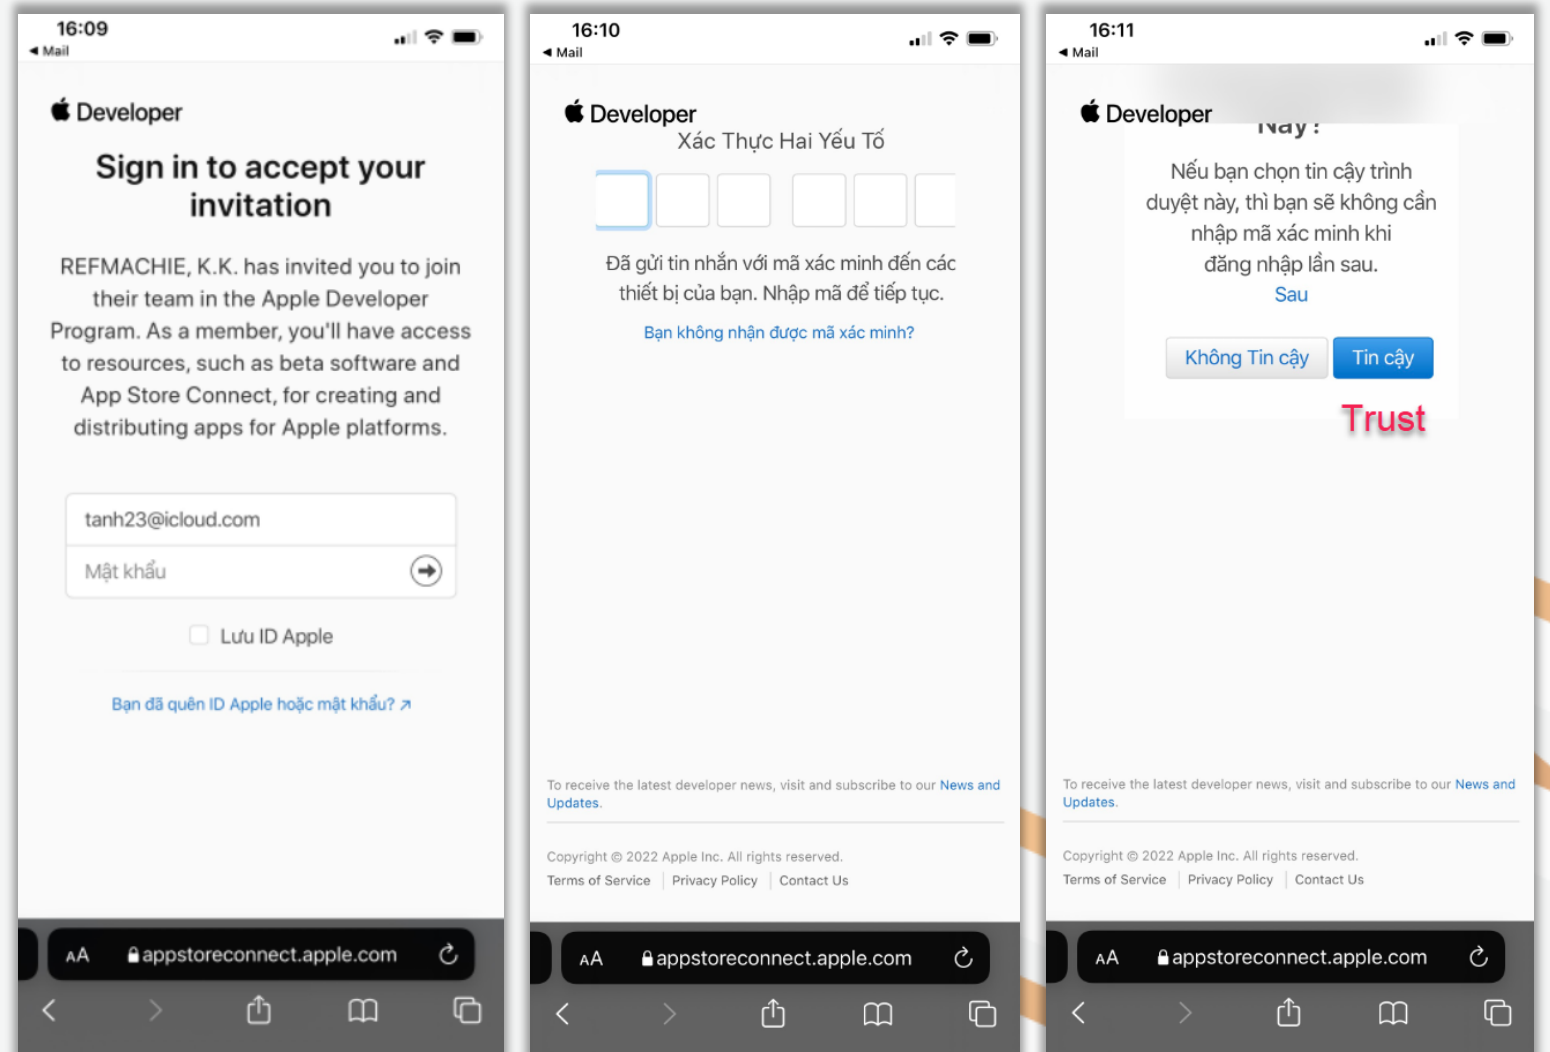 16:09
Mail
Developer
Sign in to accept your
invitation
REFMACHIE, K.K. has invited you to join
their team in the Apple Developer
Program. As a member, you'll have access
to resources, such as beta software and
App Store Connect, for creating and
distributing apps for Apple platforms.
tanh23@icloud.com
Mật khẩu
Lưu ID Apple
Bạn đã quên ID Apple hoặc mật khẩu?
AA appstoreconnect.apple.com
16:10
Mail
Developer
Xác Thực Hai Yếu Tố
Đã gửi tin nhắn với mã xác minh đến các
thiết bị của bạn. Nhập mã để tiếp tục.
Bạn không nhận được mã xác minh?
To receive the latest developer news, visit and subscribe to our News and
Updates.
Copyright © 2022 Apple Inc. All rights reserved.
Terms of Service | Privacy Policy | Contact Us
AA appstoreconnect.apple.com
16:11
Mail
Developer
này?
Nếu bạn chọn tin cậy trình
duyệt này, thì bạn sẽ không cần
nhập mã xác minh khi
đăng nhập lần sau.
Sau
Không Tin cậy
Tin cậy
Trust
To receive the latest developer news, visit and subscribe to our News and
Updates.
Copyright © 2022 Apple Inc. All rights reserved.
Terms of Service | Privacy Policy | Contact Us
AA appstoreconnect.apple.com